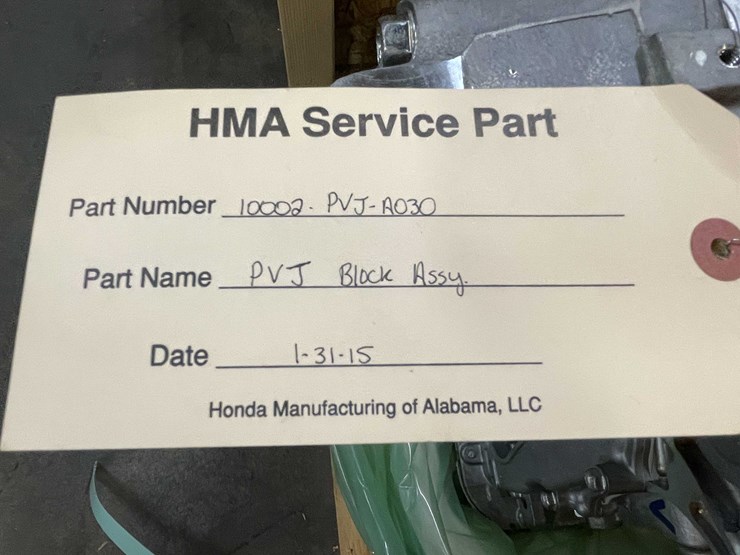 HMA Service Part
Part Number 10002-PVJ-A030
Part Name PVJ Block Assy.
Date 1-31-15
Honda Manufacturing of Alabama, LLC